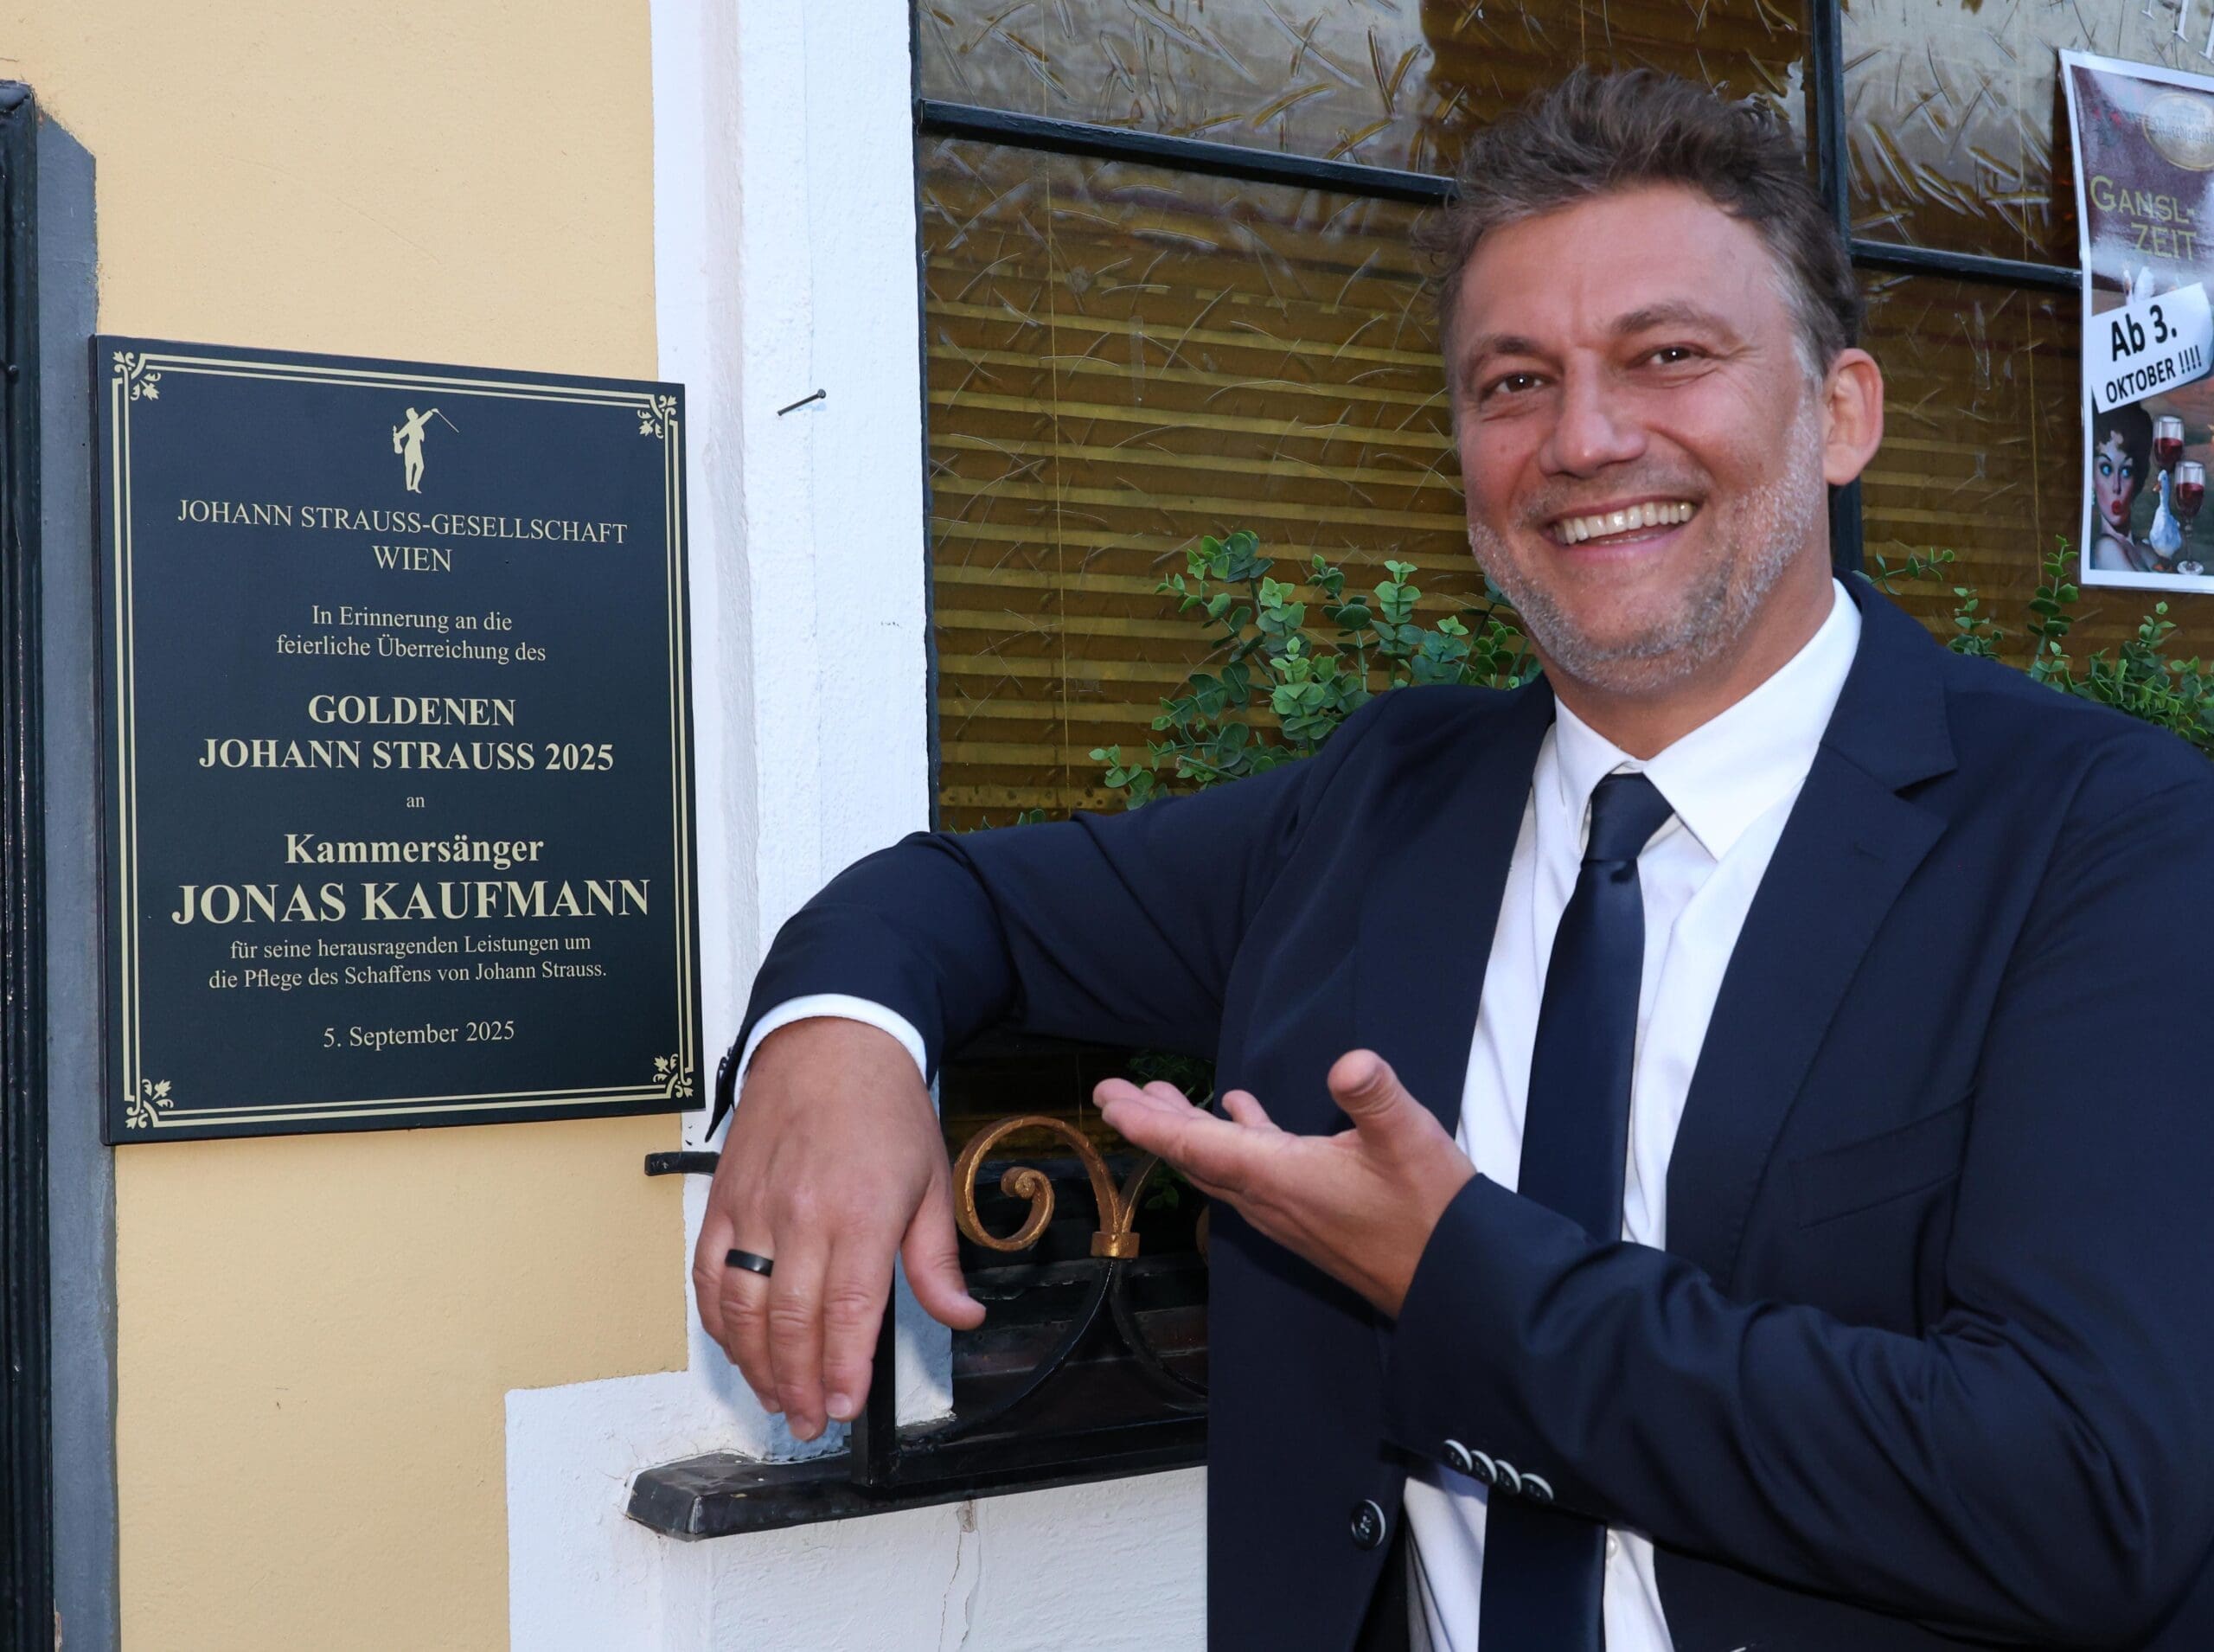 JOHANN STRAUSS-GESELLSCHAFT
WIEN
In Erinnerung an die
feierliche Überreichung des
GOLDENEN
JOHANN STRAUSS 2025
an
Kammersänger
JONAS KAUFMANN
für seine herausragenden Leistungen um
die Pflege des Schaffens von Johann Strauss.
5. September 2025
GANSL-
ZEIT
Ab 3.
OKTOBER !!!!